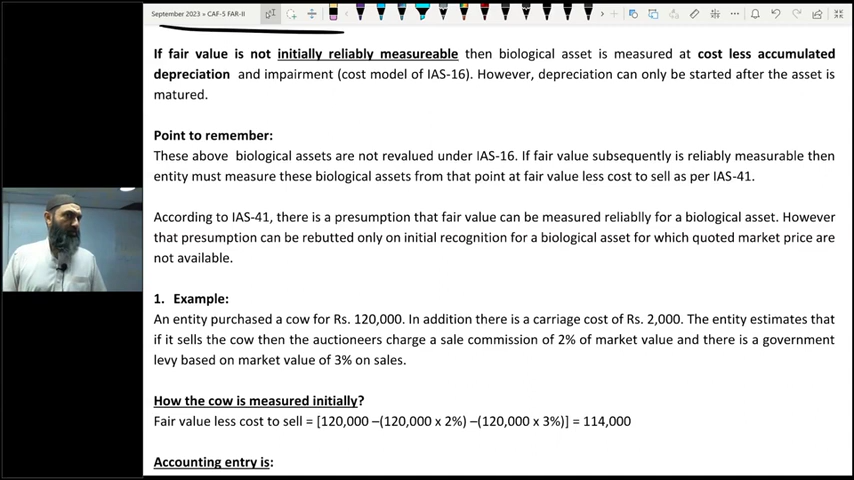 September 2023 » CAF-5 FAR-II
If fair value is not initially reliably measureable then biological asset is measured at cost less accumulated
depreciation and impairment (cost model of IAS-16). However, depreciation can only be started after the asset is
matured.
Point to remember:
These above biological assets are not revalued under IAS-16. If fair value subsequently is reliably measurable then
entity must measure these biological assets from that point at fair value less cost to sell as per IAS-41.
According to IAS-41, there is a presumption that fair value can be measured reliablly for a biological asset. However
that presumption can be rebutted only on initial recognition for a biological asset for which quoted market price are
not available.
1. Example:
An entity purchased a cow for Rs. 120,000. In addition there is a carriage cost of Rs. 2,000. The entity estimates that
if it sells the cow then the auctioneers charge a sale commission of 2% of market value and there is a government
levy based on market value of 3% on sales.
How the cow is measured initially?
Fair value less cost to sell = [120,000 –(120,000 x 2%) –(120,000 x 3%)] = 114,000
Accounting entry is: